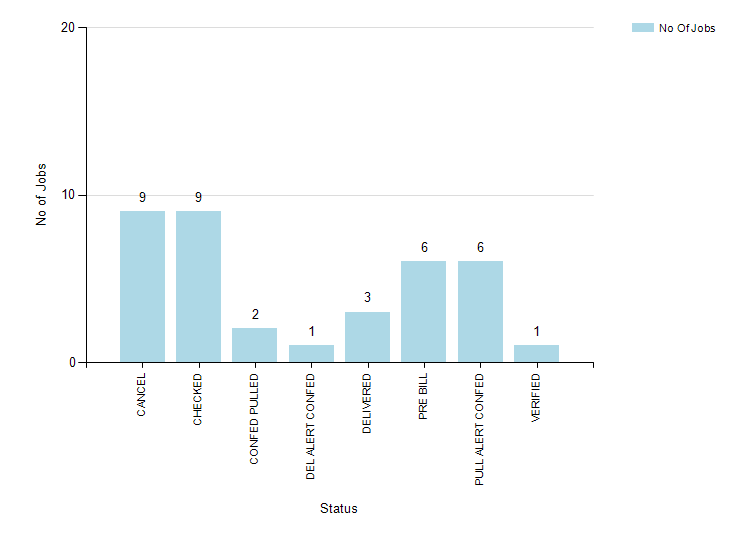 No Of Jobs
20
10
0
No of Jobs
9
9
2
1
3
6
6
1
CANCEL
CHECKED
CONFED PULLED
DEL ALERT CONFED
DELIVERED
PRE BILL
PULL ALERT CONFED
VERIFIED
Status